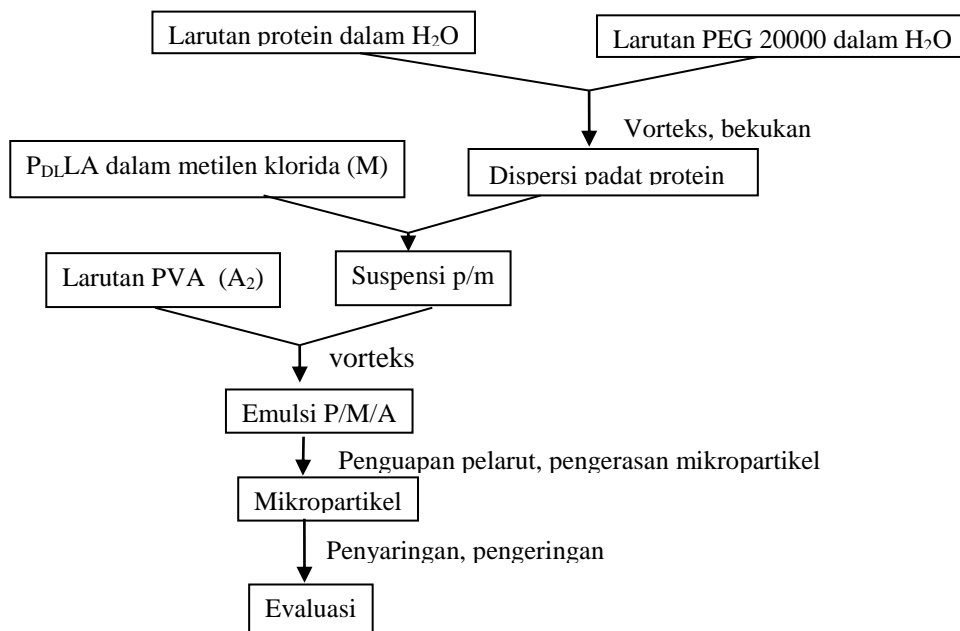 Larutan protein dalam H₂O
Larutan PEG 20000 dalam H₂O
Vorteks, bekukan
P_DLLA dalam metilen klorida (M)
Dispersi padat protein
Larutan PVA (A₂)
Suspensi p/m
vorteks
Emulsi P/M/A
Penguapan pelarut, pengerasan mikropartikel
Mikropartikel
Penyaringan, pengeringan
Evaluasi